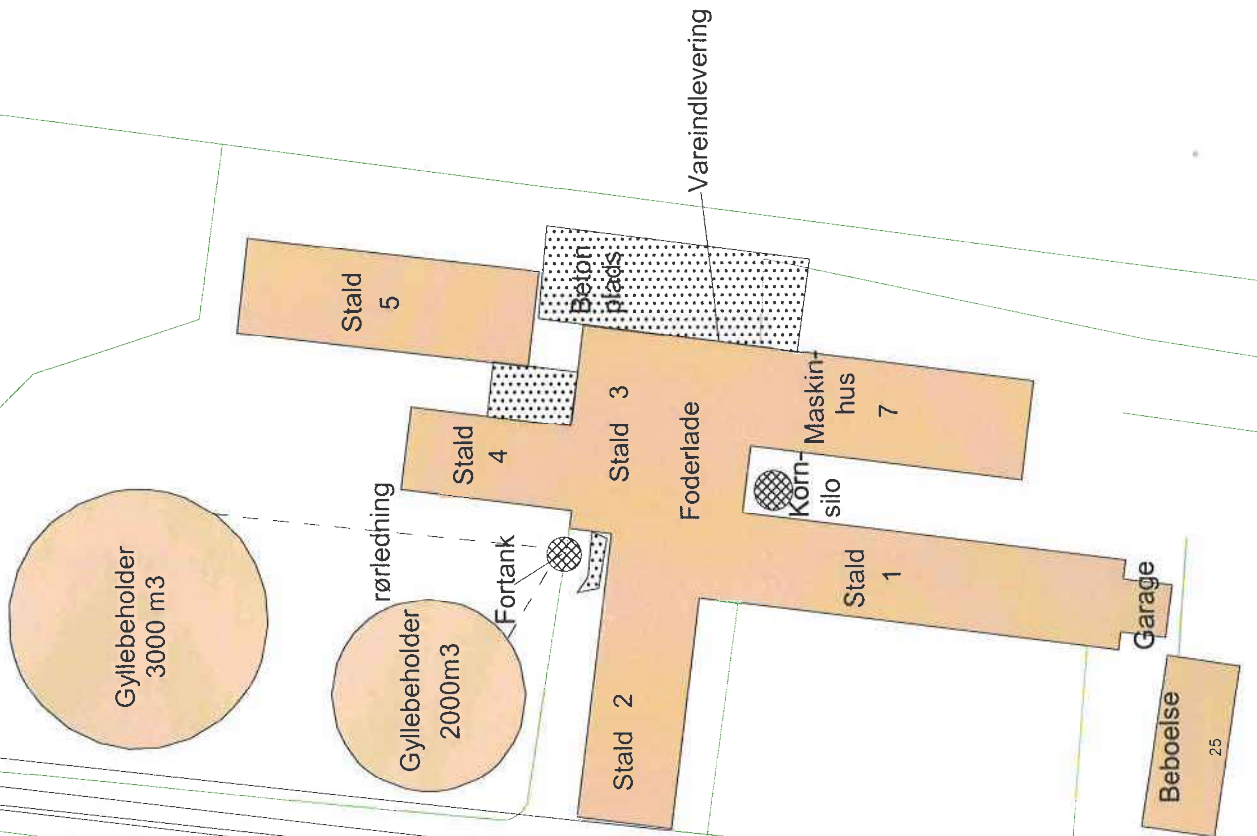 Gyllebeholder
3000 m3
rørledning
Gyllebeholder
2000m3
Fortank
Stald
5
Stald
4
Beton
plads
Vareindlevering
Stald 3
Foderlade
Stald 2
Maskin-
hus
7
Korn-
silo
Stald
1
Garage
Beboelse
25